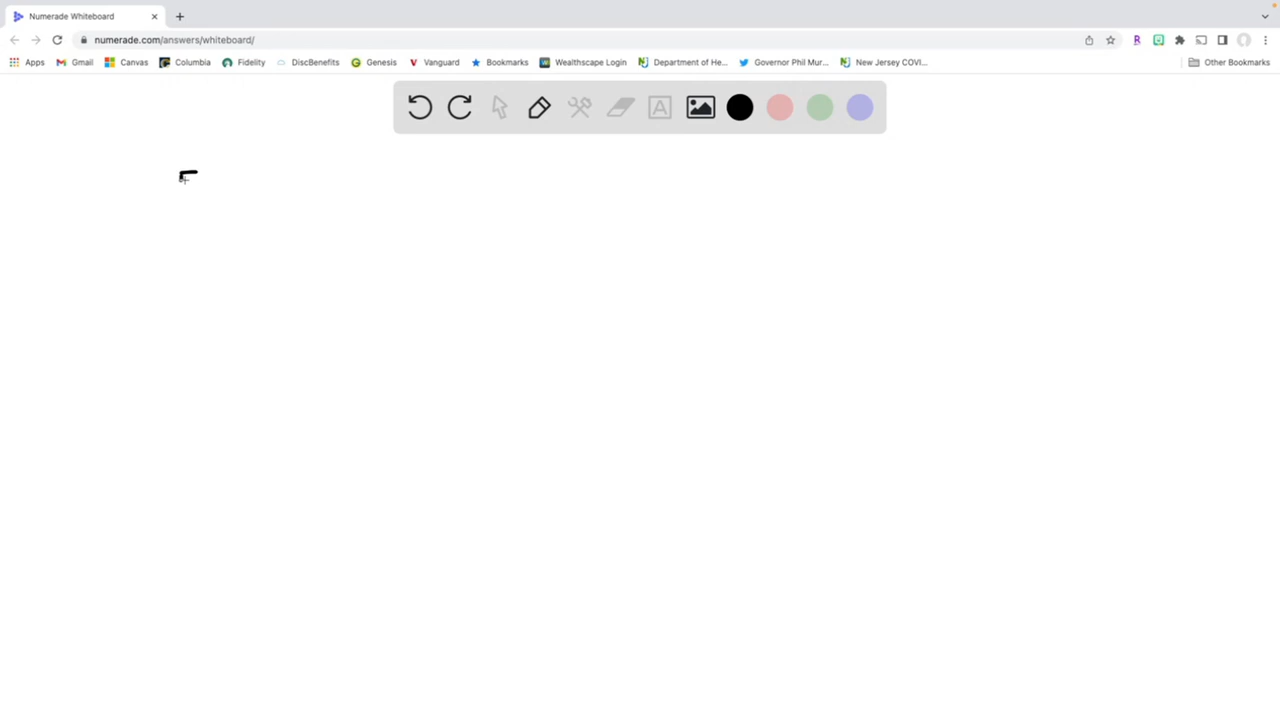 Numerade Whiteboard
numerade.com/answers/whiteboard/
Apps Gmail Canvas Columbia Fidelity DiscBenefits Genesis Vanguard Bookmarks Wealthscape Login Department of He... Governor Phil Mur... New Jersey COVI... Other Bookmarks
A